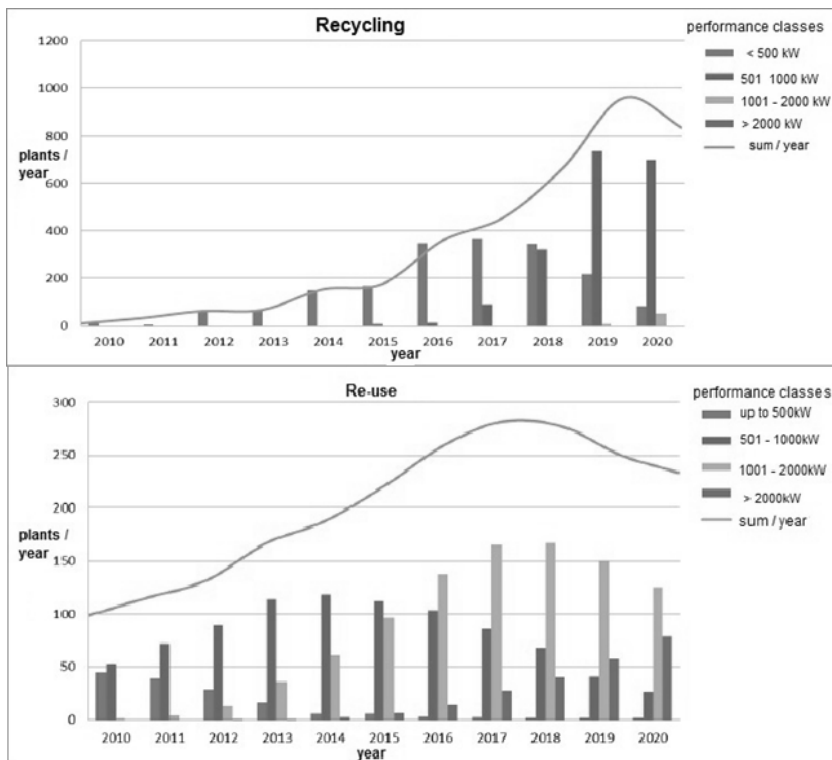 Recycling
performance classes
< 500 kW
501 1000 kW
1001 - 2000 kW
> 2000 kW
sum / year
1200
1000
800
600
400
200
0
plants /
year
2010 2011 2012 2013 2014 2015 2016 2017 2018 2019 2020
year
Re-use
performance classes
up to 500kW
501 - 1000kW
1001 - 2000kW
> 2000kW
sum / year
300
250
200
150
100
50
0
plants /
year
2010 2011 2012 2013 2014 2015 2016 2017 2018 2019 2020
year